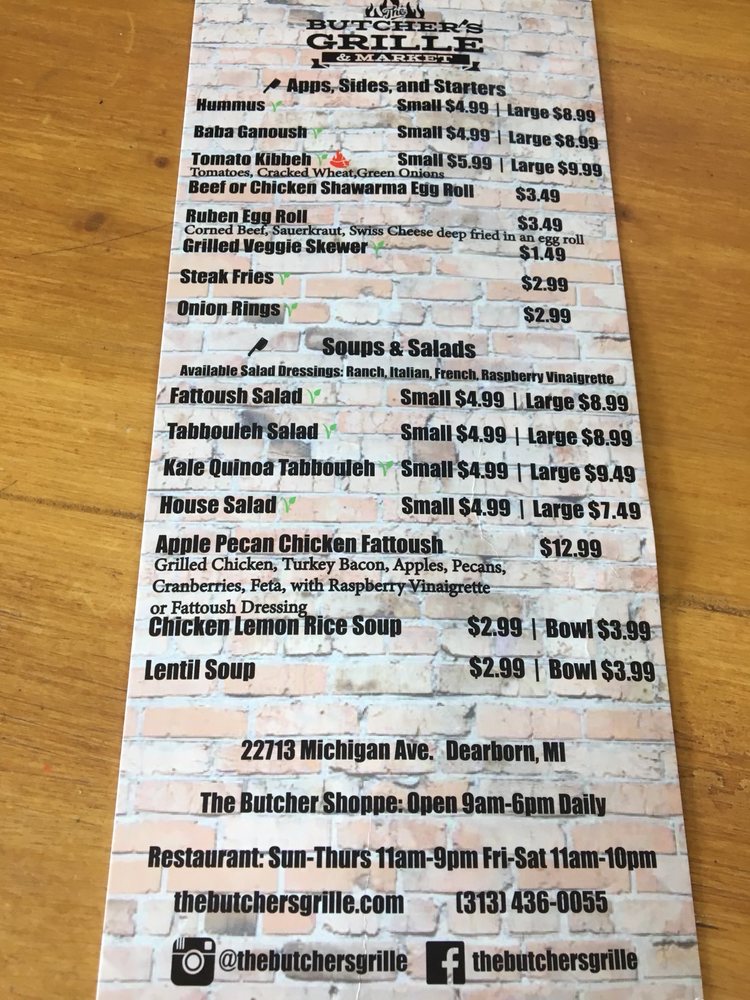 The
BUTCHER'S
GRILLE
& MARKET
Apps, Sides, and Starters
Hummus Small $4.99 | Large $8.99
Baba Ganoush Small $4.99 | Large $8.99
Tomato Kibbeh Small $5.99 | Large $9.99
Tomatoes, Cracked Wheat,Green Onions
Beef or Chicken Shawarma Egg Roll $3.49
Ruben Egg Roll $3.49
Corned Beef, Sauerkraut, Swiss Cheese deep fried in an egg roll
Grilled Veggie Skewer $1.49
Steak Fries $2.99
Onion Rings $2.99
Soups & Salads
Available Salad Dressings: Ranch, Italian, French, Raspberry Vinaigrette
Fattoush Salad Small $4.99 | Large $8.99
Tabbouleh Salad Small $4.99 | Large $8.99
Kale Quinoa Tabbouleh Small $4.99 | Large $9.49
House Salad Small $4.99 | Large $7.49
Apple Pecan Chicken Fattoush $12.99
Grilled Chicken, Turkey Bacon, Apples, Pecans,
Cranberries, Feta, with Raspberry Vinaigrette
or Fattoush Dressing
Chicken Lemon Rice Soup $2.99 | Bowl $3.99
Lentil Soup $2.99 | Bowl $3.99
22713 Michigan Ave. Dearborn, MI
The Butcher Shoppe: Open 9am-6pm Daily
Restaurant: Sun-Thurs 11am-9pm Fri-Sat 11am-10pm
thebutchersgrille.com (313) 436-0055
@thebutchersgrille thebutchersgrille